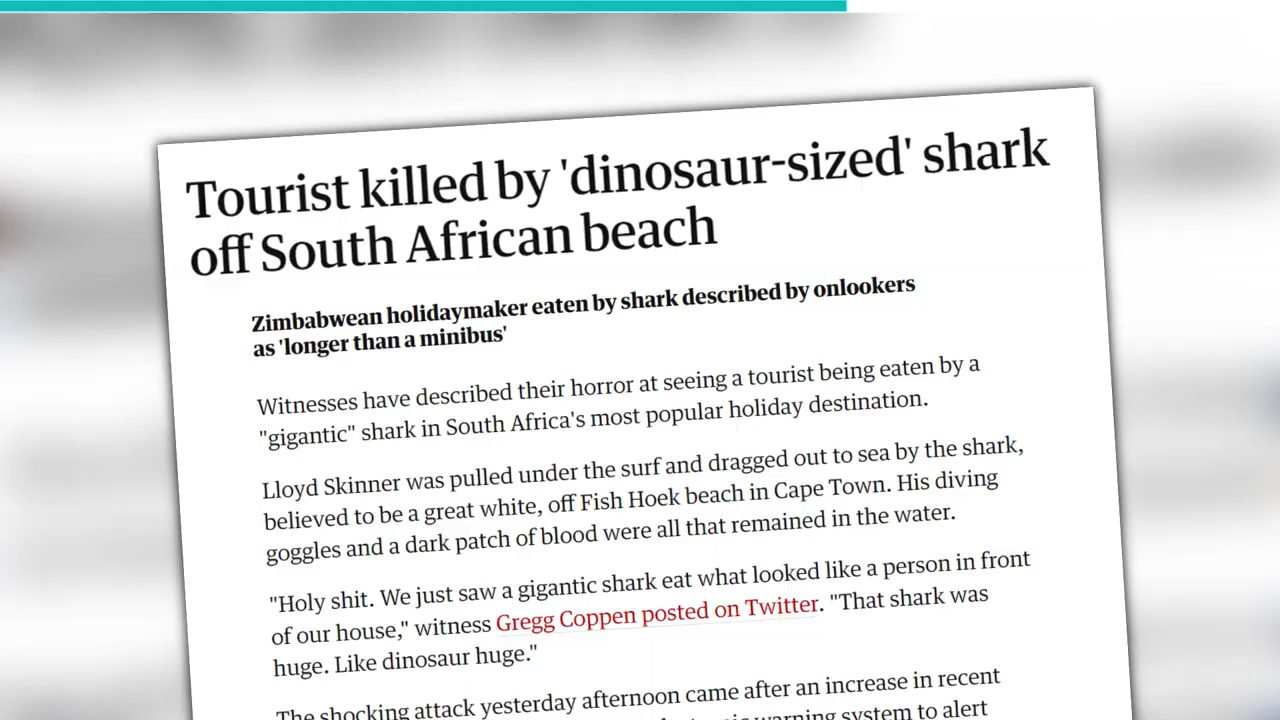 Tourist killed by 'dinosaur-sized' shark
off South African beach
Zimbabwean holidaymaker eaten by shark described by onlookers
as 'longer than a minibus'
Witnesses have described their horror at seeing a tourist being eaten by a
"gigantic" shark in South Africa's most popular holiday destination.
Lloyd Skinner was pulled under the surf and dragged out to sea by the shark,
believed to be a great white, off Fish Hoek beach in Cape Town. His diving
goggles and a dark patch of blood were all that remained in the water.
"Holy shit. We just saw a gigantic shark eat what looked like a person in front
of our house," witness Gregg Coppen posted on Twitter. "That shark was
huge. Like dinosaur huge."
The shocking attack yesterday afternoon came after an increase in recent
warning system to alert